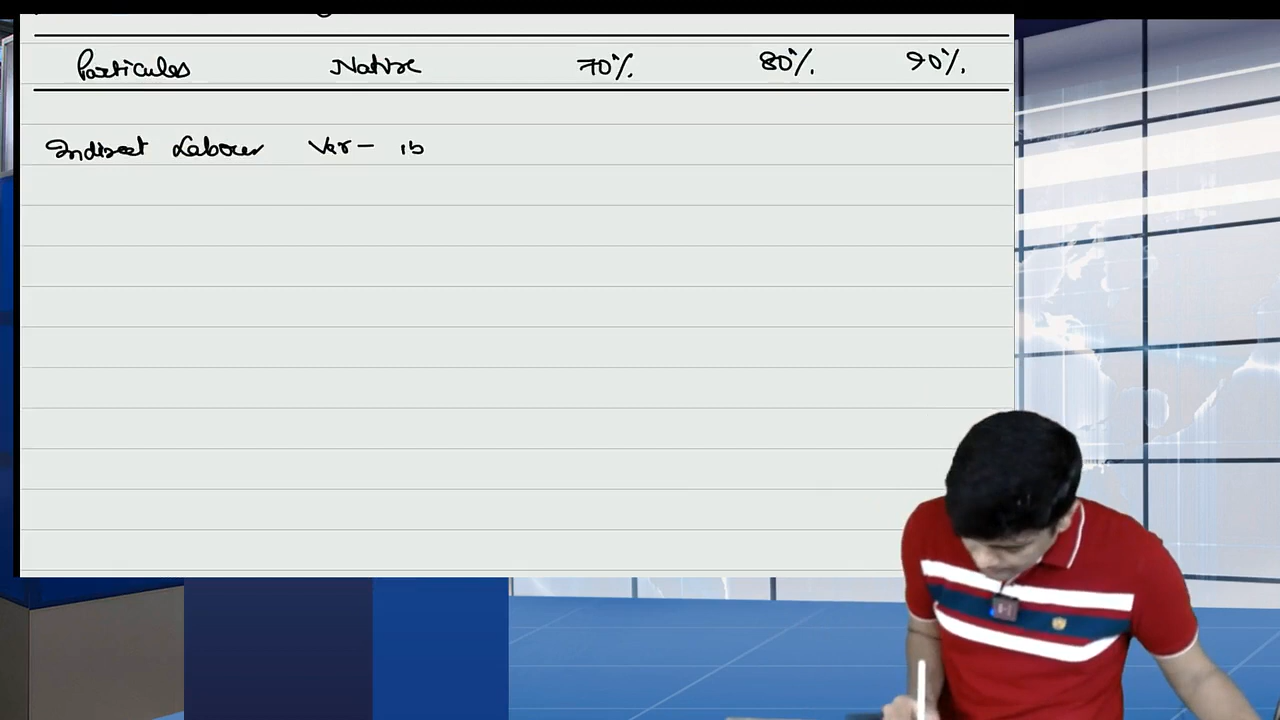 Particulars Nature 70% 80% 90%
Indirect Labour Var - 15